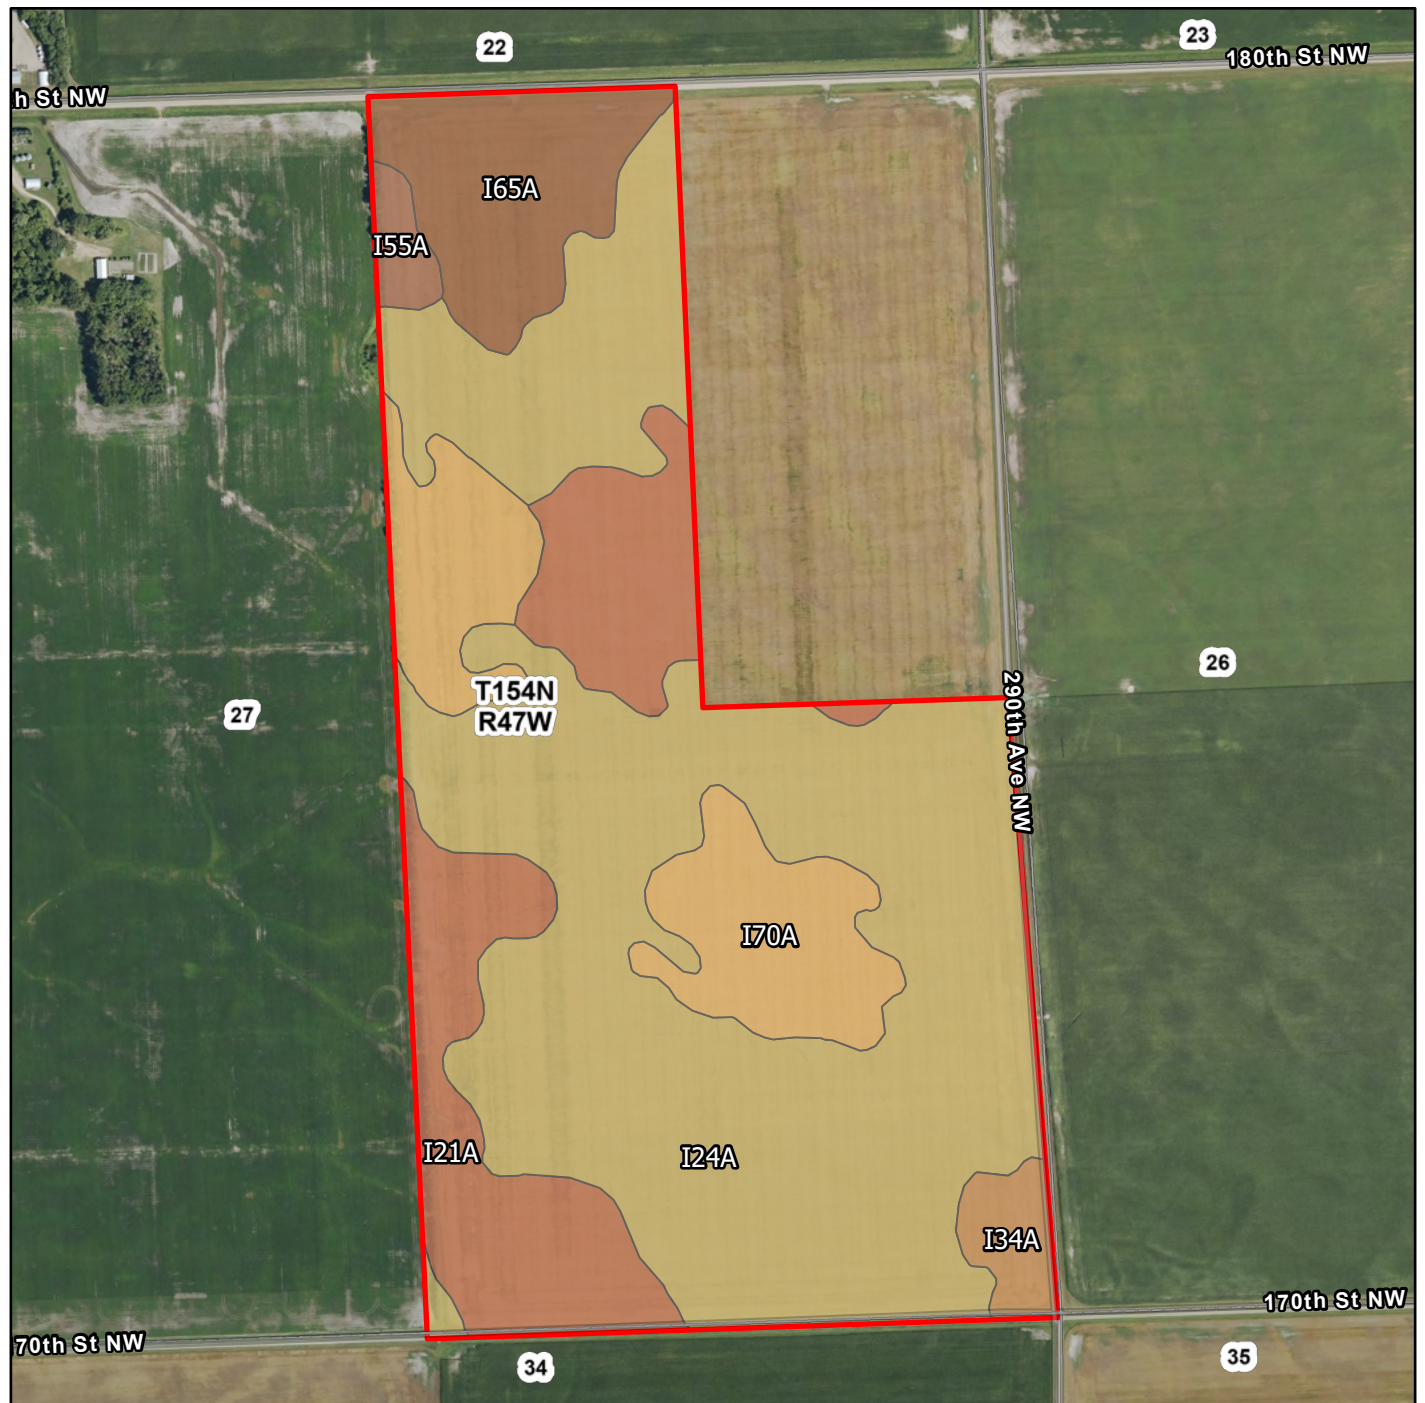 22
23
180th St NW
h St NW
I65A
I55A
26
T154N
R47W
27
290th Ave NW
I70A
I21A
I24A
I34A
170th St NW
70th St NW
34
35